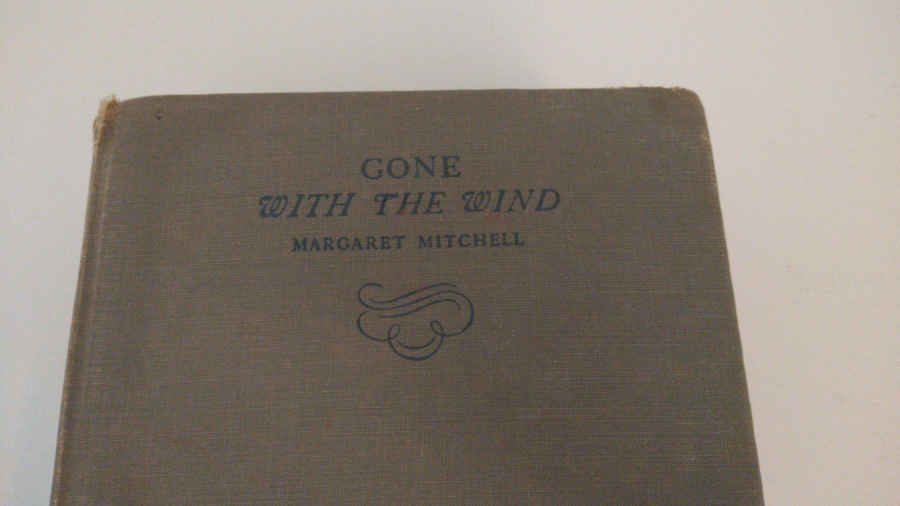 GONE
WITH THE WIND
MARGARET MITCHELL